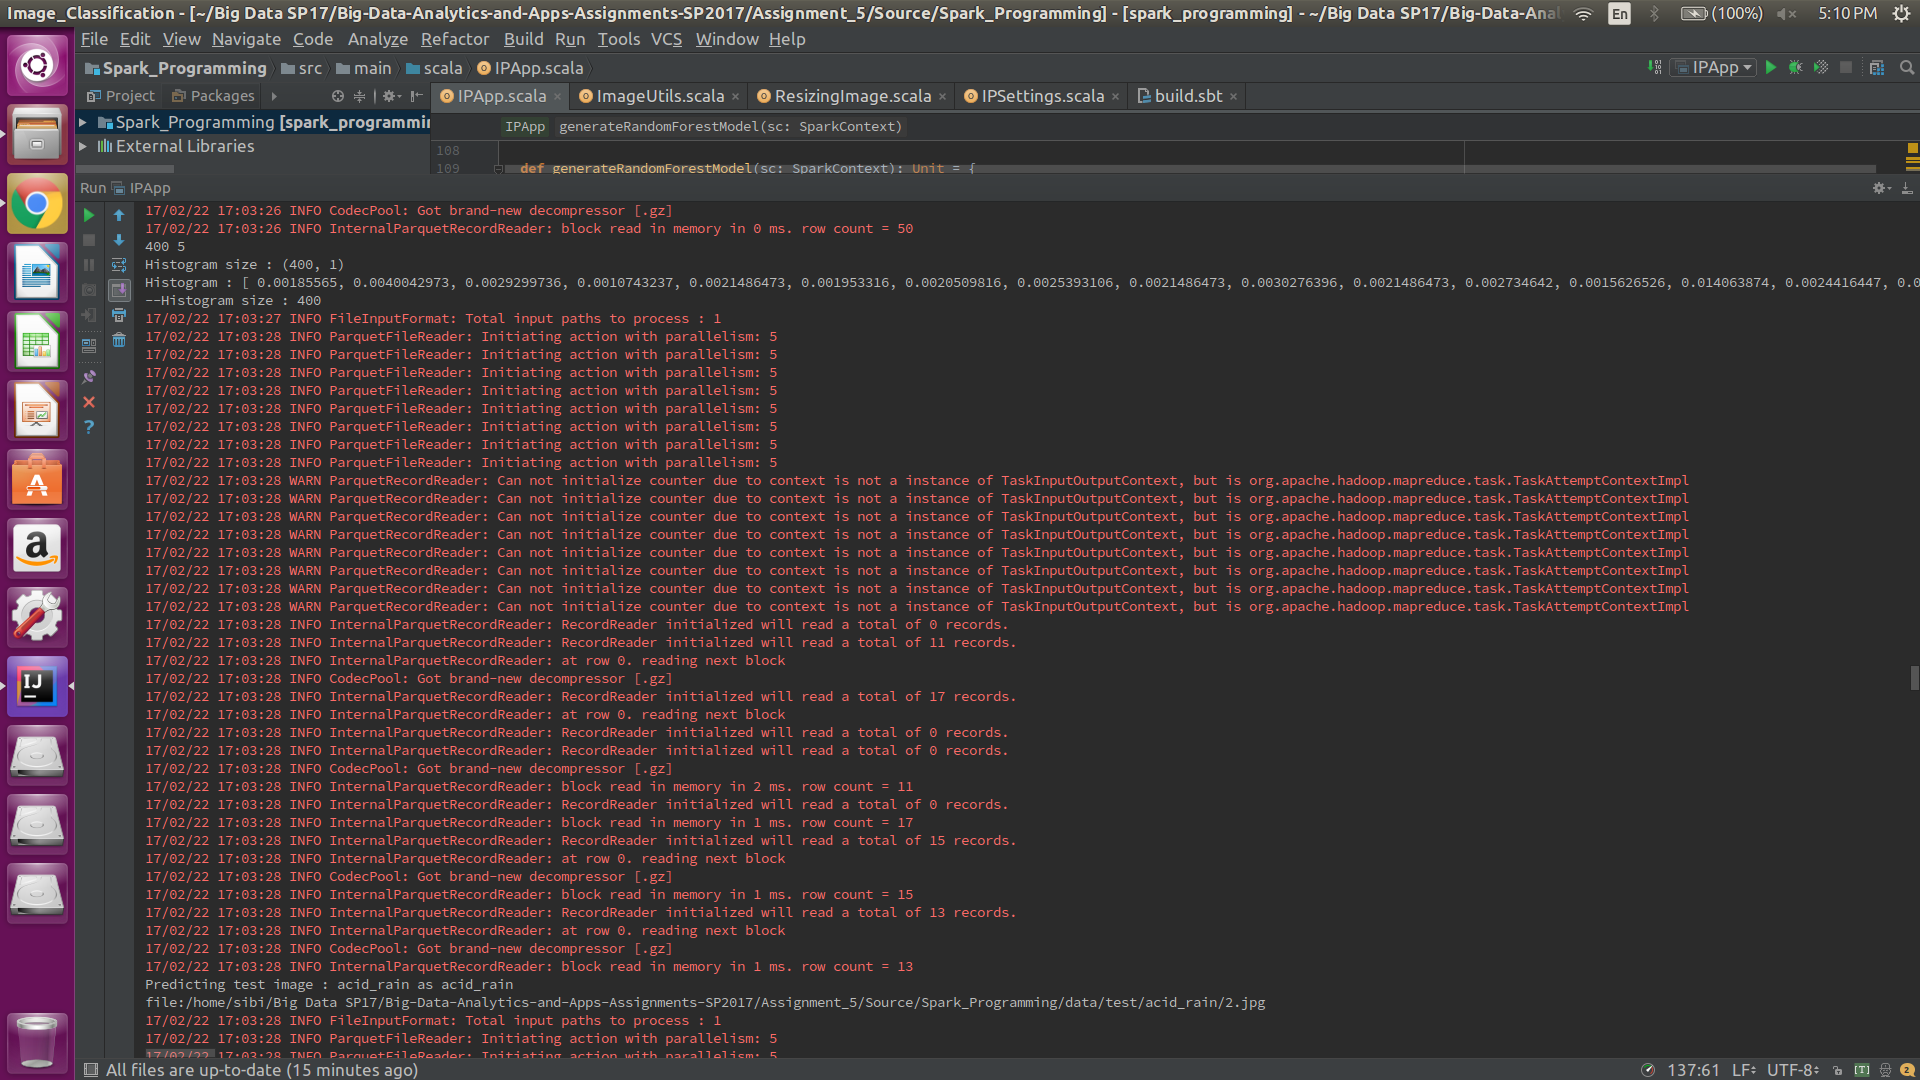 Image_Classification - [~/Big Data SP17/Big-Data-Analytics-and-Apps-Assignments-SP2017/Assignment_5/Source/Spark_Programming] - [spark_programming] - ~/Big Data SP17/Big-Data-Ana
En (100%) 5:10 PM
File Edit View Navigate Code Analyze Refactor Build Run Tools VCS Window Help
Spark_Programming src main scala IPApp.scala IPApp
Project Packages IPApp.scala ImageUtils.scala ResizingImage.scala IPSettings.scala build.sbt
Spark_Programming [spark_programmi
IPApp generateRandomForestModel(sc: SparkContext)
External Libraries
108
109 def generateRandomForestModel(sc: SparkContext): Unit = {
Run IPApp
17/02/22 17:03:26 INFO CodecPool: Got brand-new decompressor [.gz]
17/02/22 17:03:26 INFO InternalParquetRecordReader: block read in memory in 0 ms. row count = 50
400 5
Histogram size : (400, 1)
Histogram : [ 0.00185565, 0.0040042973, 0.0029299736, 0.0010743237, 0.0021486473, 0.001953316, 0.0020509816, 0.0025393106, 0.0021486473, 0.0030276396, 0.0021486473, 0.002734642, 0.0015626526, 0.014063874, 0.0024416447, 0.0
--Histogram size : 400
17/02/22 17:03:27 INFO FileInputFormat: Total input paths to process : 1
17/02/22 17:03:28 INFO ParquetFileReader: Initiating action with parallelism: 5
17/02/22 17:03:28 INFO ParquetFileReader: Initiating action with parallelism: 5
17/02/22 17:03:28 INFO ParquetFileReader: Initiating action with parallelism: 5
17/02/22 17:03:28 INFO ParquetFileReader: Initiating action with parallelism: 5
17/02/22 17:03:28 INFO ParquetFileReader: Initiating action with parallelism: 5
17/02/22 17:03:28 INFO ParquetFileReader: Initiating action with parallelism: 5
17/02/22 17:03:28 INFO ParquetFileReader: Initiating action with parallelism: 5
17/02/22 17:03:28 INFO ParquetFileReader: Initiating action with parallelism: 5
17/02/22 17:03:28 WARN ParquetRecordReader: Can not initialize counter due to context is not a instance of TaskInputOutputContext, but is org.apache.hadoop.mapreduce.task.TaskAttemptContextImpl
17/02/22 17:03:28 WARN ParquetRecordReader: Can not initialize counter due to context is not a instance of TaskInputOutputContext, but is org.apache.hadoop.mapreduce.task.TaskAttemptContextImpl
17/02/22 17:03:28 WARN ParquetRecordReader: Can not initialize counter due to context is not a instance of TaskInputOutputContext, but is org.apache.hadoop.mapreduce.task.TaskAttemptContextImpl
17/02/22 17:03:28 WARN ParquetRecordReader: Can not initialize counter due to context is not a instance of TaskInputOutputContext, but is org.apache.hadoop.mapreduce.task.TaskAttemptContextImpl
17/02/22 17:03:28 WARN ParquetRecordReader: Can not initialize counter due to context is not a instance of TaskInputOutputContext, but is org.apache.hadoop.mapreduce.task.TaskAttemptContextImpl
17/02/22 17:03:28 WARN ParquetRecordReader: Can not initialize counter due to context is not a instance of TaskInputOutputContext, but is org.apache.hadoop.mapreduce.task.TaskAttemptContextImpl
17/02/22 17:03:28 WARN ParquetRecordReader: Can not initialize counter due to context is not a instance of TaskInputOutputContext, but is org.apache.hadoop.mapreduce.task.TaskAttemptContextImpl
17/02/22 17:03:28 WARN ParquetRecordReader: Can not initialize counter due to context is not a instance of TaskInputOutputContext, but is org.apache.hadoop.mapreduce.task.TaskAttemptContextImpl
17/02/22 17:03:28 INFO InternalParquetRecordReader: RecordReader initialized will read a total of 0 records.
17/02/22 17:03:28 INFO InternalParquetRecordReader: RecordReader initialized will read a total of 11 records.
17/02/22 17:03:28 INFO InternalParquetRecordReader: at row 0. reading next block
17/02/22 17:03:28 INFO CodecPool: Got brand-new decompressor [.gz]
17/02/22 17:03:28 INFO InternalParquetRecordReader: RecordReader initialized will read a total of 17 records.
17/02/22 17:03:28 INFO InternalParquetRecordReader: at row 0. reading next block
17/02/22 17:03:28 INFO InternalParquetRecordReader: RecordReader initialized will read a total of 0 records.
17/02/22 17:03:28 INFO InternalParquetRecordReader: RecordReader initialized will read a total of 0 records.
17/02/22 17:03:28 INFO CodecPool: Got brand-new decompressor [.gz]
17/02/22 17:03:28 INFO InternalParquetRecordReader: block read in memory in 2 ms. row count = 11
17/02/22 17:03:28 INFO InternalParquetRecordReader: RecordReader initialized will read a total of 0 records.
17/02/22 17:03:28 INFO InternalParquetRecordReader: block read in memory in 1 ms. row count = 17
17/02/22 17:03:28 INFO InternalParquetRecordReader: RecordReader initialized will read a total of 15 records.
17/02/22 17:03:28 INFO InternalParquetRecordReader: at row 0. reading next block
17/02/22 17:03:28 INFO CodecPool: Got brand-new decompressor [.gz]
17/02/22 17:03:28 INFO InternalParquetRecordReader: block read in memory in 1 ms. row count = 15
17/02/22 17:03:28 INFO InternalParquetRecordReader: RecordReader initialized will read a total of 13 records.
17/02/22 17:03:28 INFO InternalParquetRecordReader: at row 0. reading next block
17/02/22 17:03:28 INFO CodecPool: Got brand-new decompressor [.gz]
17/02/22 17:03:28 INFO InternalParquetRecordReader: block read in memory in 1 ms. row count = 13
Predicting test image : acid_rain as acid_rain
file:/home/sibi/Big Data SP17/Big-Data-Analytics-and-Apps-Assignments-SP2017/Assignment_5/Source/Spark_Programming/data/test/acid_rain/2.jpg
17/02/22 17:03:28 INFO FileInputFormat: Total input paths to process : 1
17/02/22 17:03:28 INFO ParquetFileReader: Initiating action with parallelism: 5
17/02/22 17:03:28 INFO ParquetFileReader: Initiating action with parallelism: 5
All files are up-to-date (15 minutes ago) 137:61 LF UTF-8 [T] 2